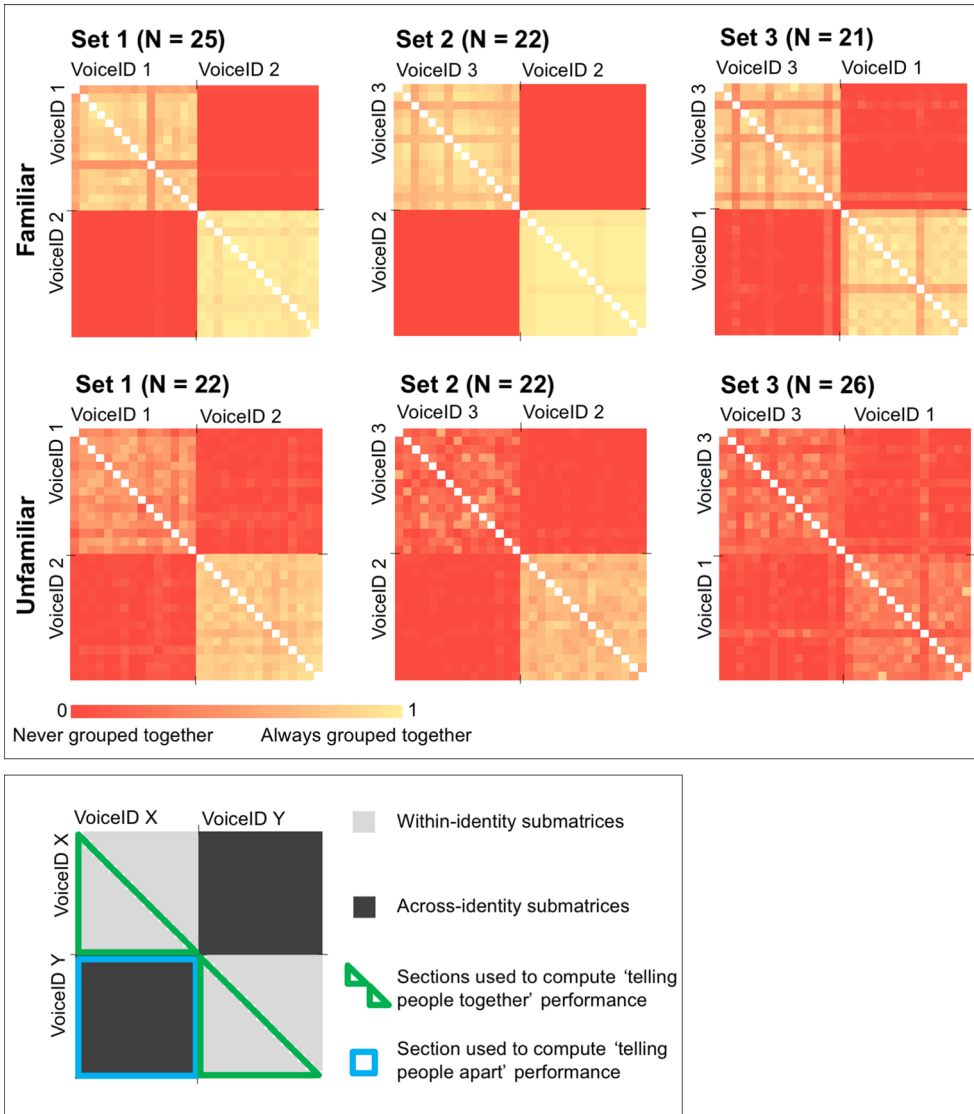 Set 1 (N = 25)
VoiceID 1
VoiceID 2
VoiceID 1
VoiceID 2
Set 2 (N = 22)
VoiceID 3
VoiceID 2
VoiceID 3
VoiceID 2
Set 3 (N = 21)
VoiceID 3
VoiceID 1
VoiceID 3
VoiceID 1
Familiar
Set 1 (N = 22)
VoiceID 1
VoiceID 2
VoiceID 1
VoiceID 2
Set 2 (N = 22)
VoiceID 3
VoiceID 2
VoiceID 3
VoiceID 2
Set 3 (N = 26)
VoiceID 3
VoiceID 1
VoiceID 3
VoiceID 1
Unfamiliar
0
1
Never grouped together
Always grouped together
VoiceID X
VoiceID Y
VoiceID X
VoiceID Y
Within-identity submatrices
Across-identity submatrices
Sections used to compute ‘telling
people together’ performance
Section used to compute ‘telling
people apart’ performance